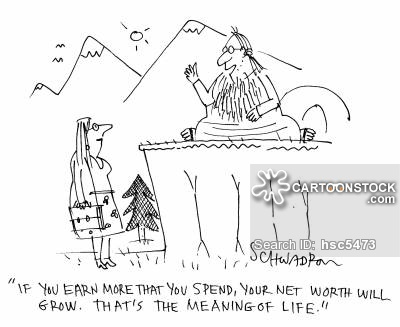 CARTOONSTOCK
.com
Search ID: hsc5473
SCHWADRON
"IF YOU EARN MORE THAT YOU SPEND, YOUR NET WORTH WILL
GROW. THAT'S THE MEANING OF LIFE."